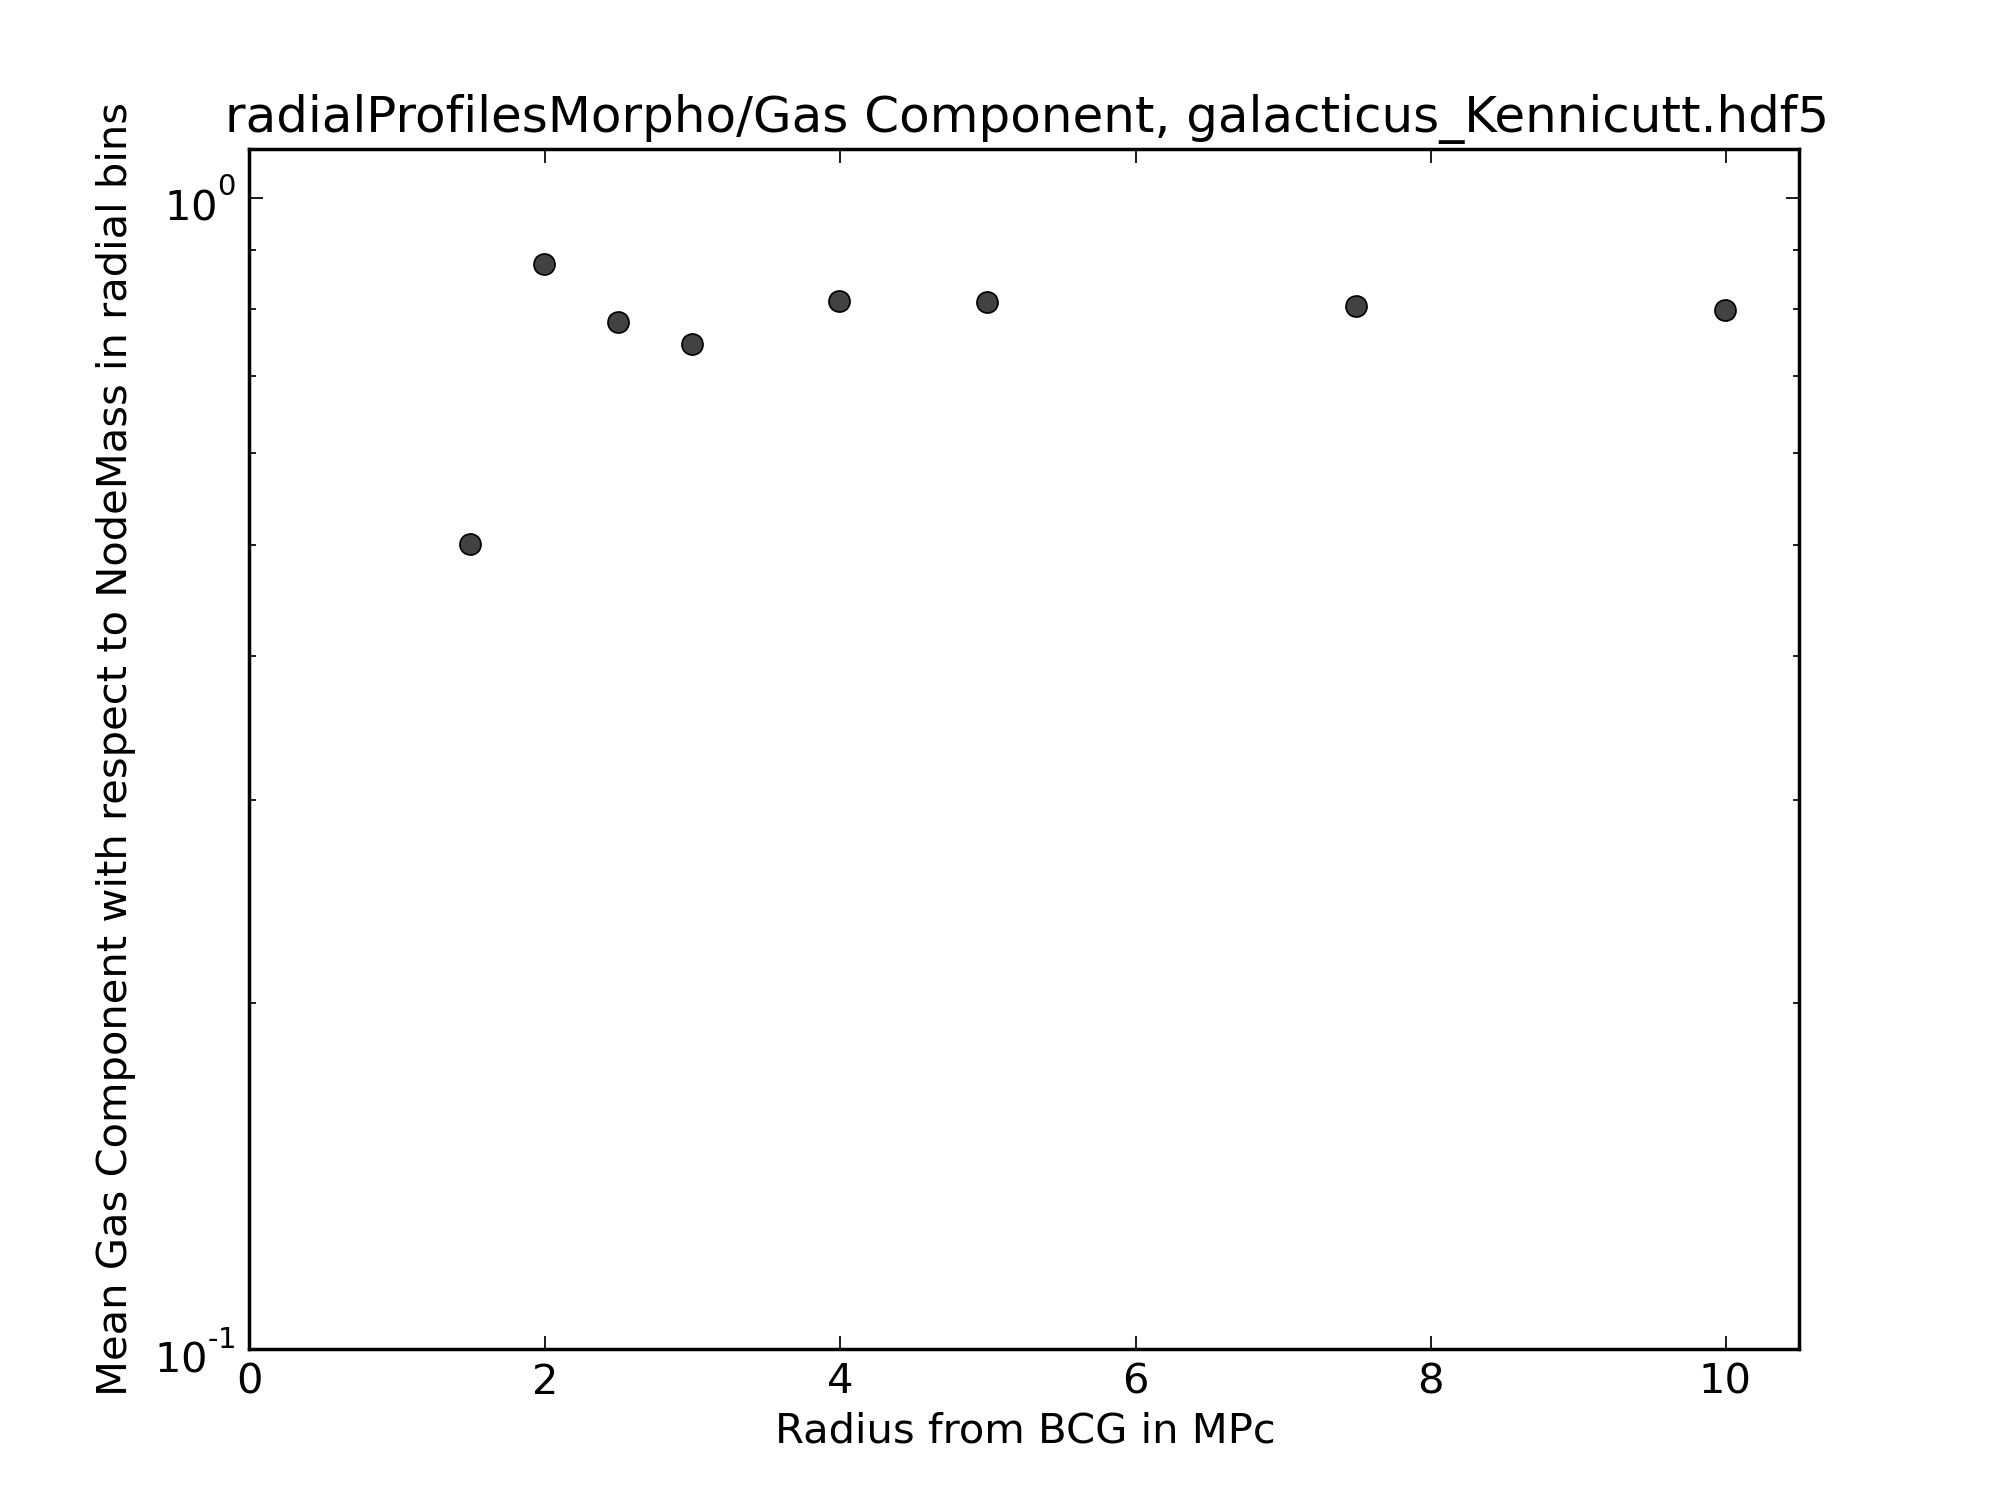 radialProfilesMorpho/Gas Component, galacticus_Kennicutt.hdf5
Mean Gas Component with respect to NodeMass in radial bins
10^0
10^-1
0 2 4 6 8 10
Radius from BCG in MPc